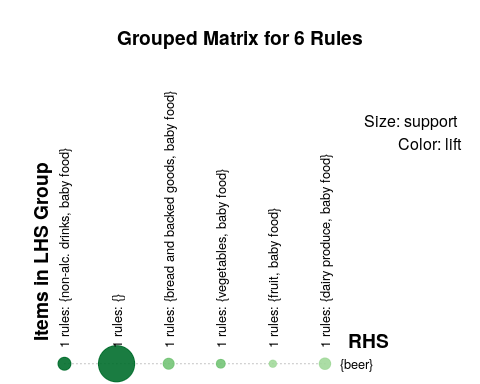 Grouped Matrix for 6 Rules
Size: support
Color: lift
Items in LHS Group
1 rules: {non-alc. drinks, baby food}
1 rules: {}
1 rules: {bread and backed goods, baby food}
1 rules: {vegetables, baby food}
1 rules: {fruit, baby food}
1 rules: {dairy produce, baby food}
RHS
{beer}